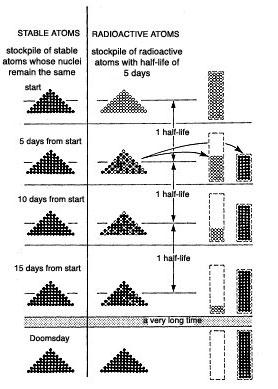 STABLE ATOMS
RADIOACTIVE ATOMS
stockpile of stable
atoms whose nuclei
remain the same
stockpile of radioactive
atoms with half-life of
5 days
start
1 half-life
5 days from start
1 half-life
10 days from start
1 half-life
15 days from start
a very long time
Doomsday